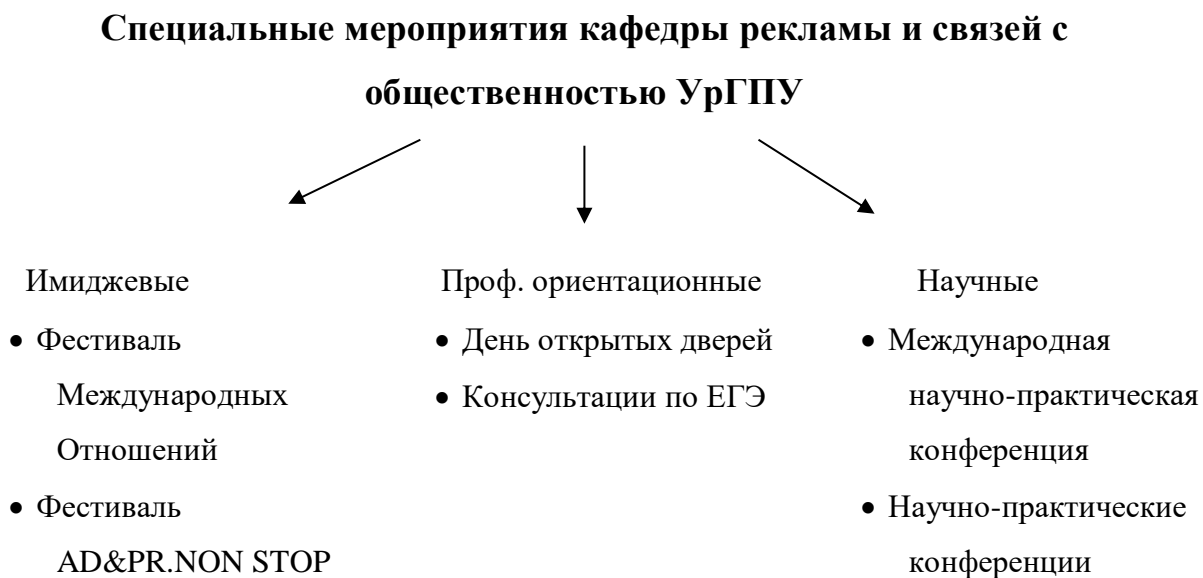 Специальные мероприятия кафедры рекламы и связей с
общественностью УрГПУ
Имиджевые
• Фестиваль
Международных
Отношений
• Фестиваль
AD&PR.NON STOP
Проф. ориентационные
• День открытых дверей
• Консультации по ЕГЭ
Научные
• Международная
научно-практическая
конференция
• Научно-практические
конференции